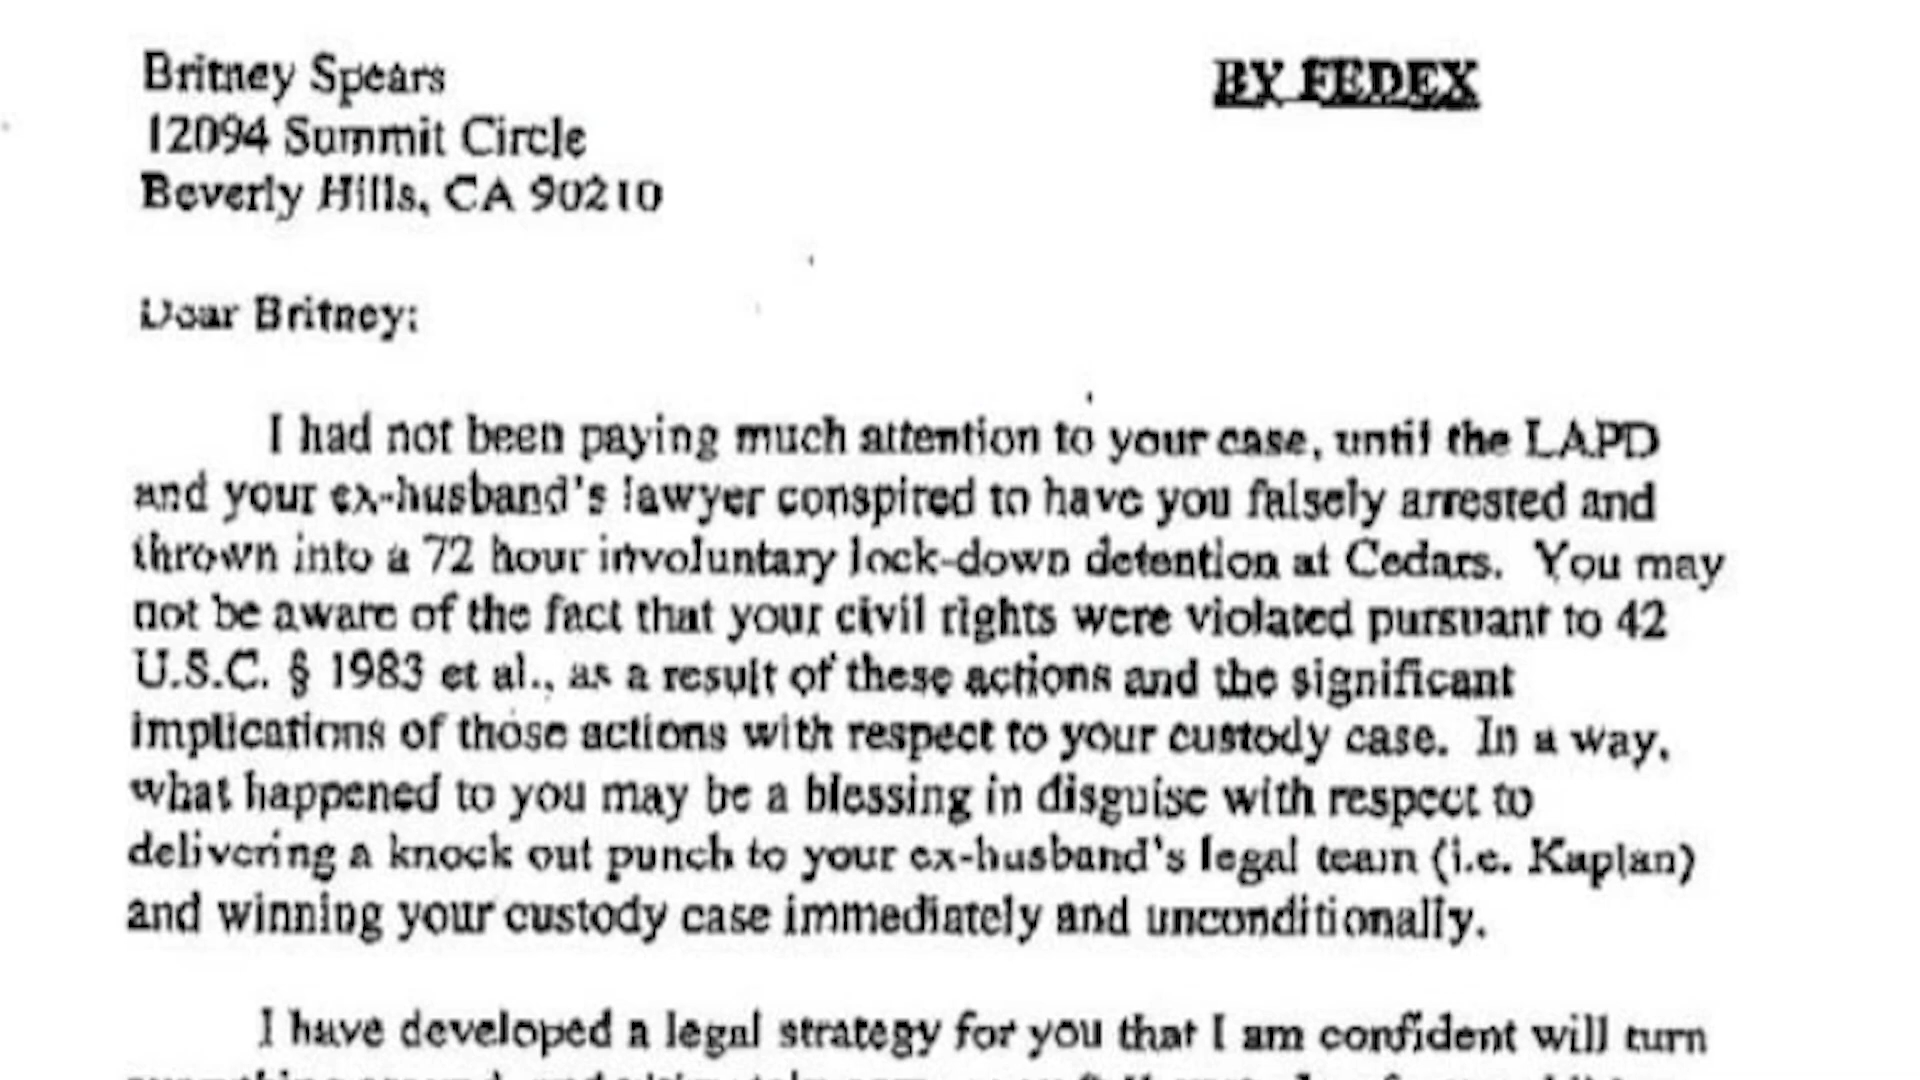 Britney Spears
BY FEDEX
12094 Summit Circle
Beverly Hills, CA 90210
Dear Britney:
I had not been paying much attention to your case, until the LAPD
and your ex-husband's lawyer conspired to have you falsely arrested and
thrown into a 72 hour involuntary lock-down detention at Cedars. You may
not be aware of the fact that your civil rights were violated pursuant to 42
U.S.C. § 1983 et al., as a result of these actions and the significant
implications of those actions with respect to your custody case. In a way,
what happened to you may be a blessing in disguise with respect to
delivering a knock out punch to your ex-husband's legal team (i.e. Kaplan)
and winning your custody case immediately and unconditionally.
I have developed a legal strategy for you that I am confident will turn